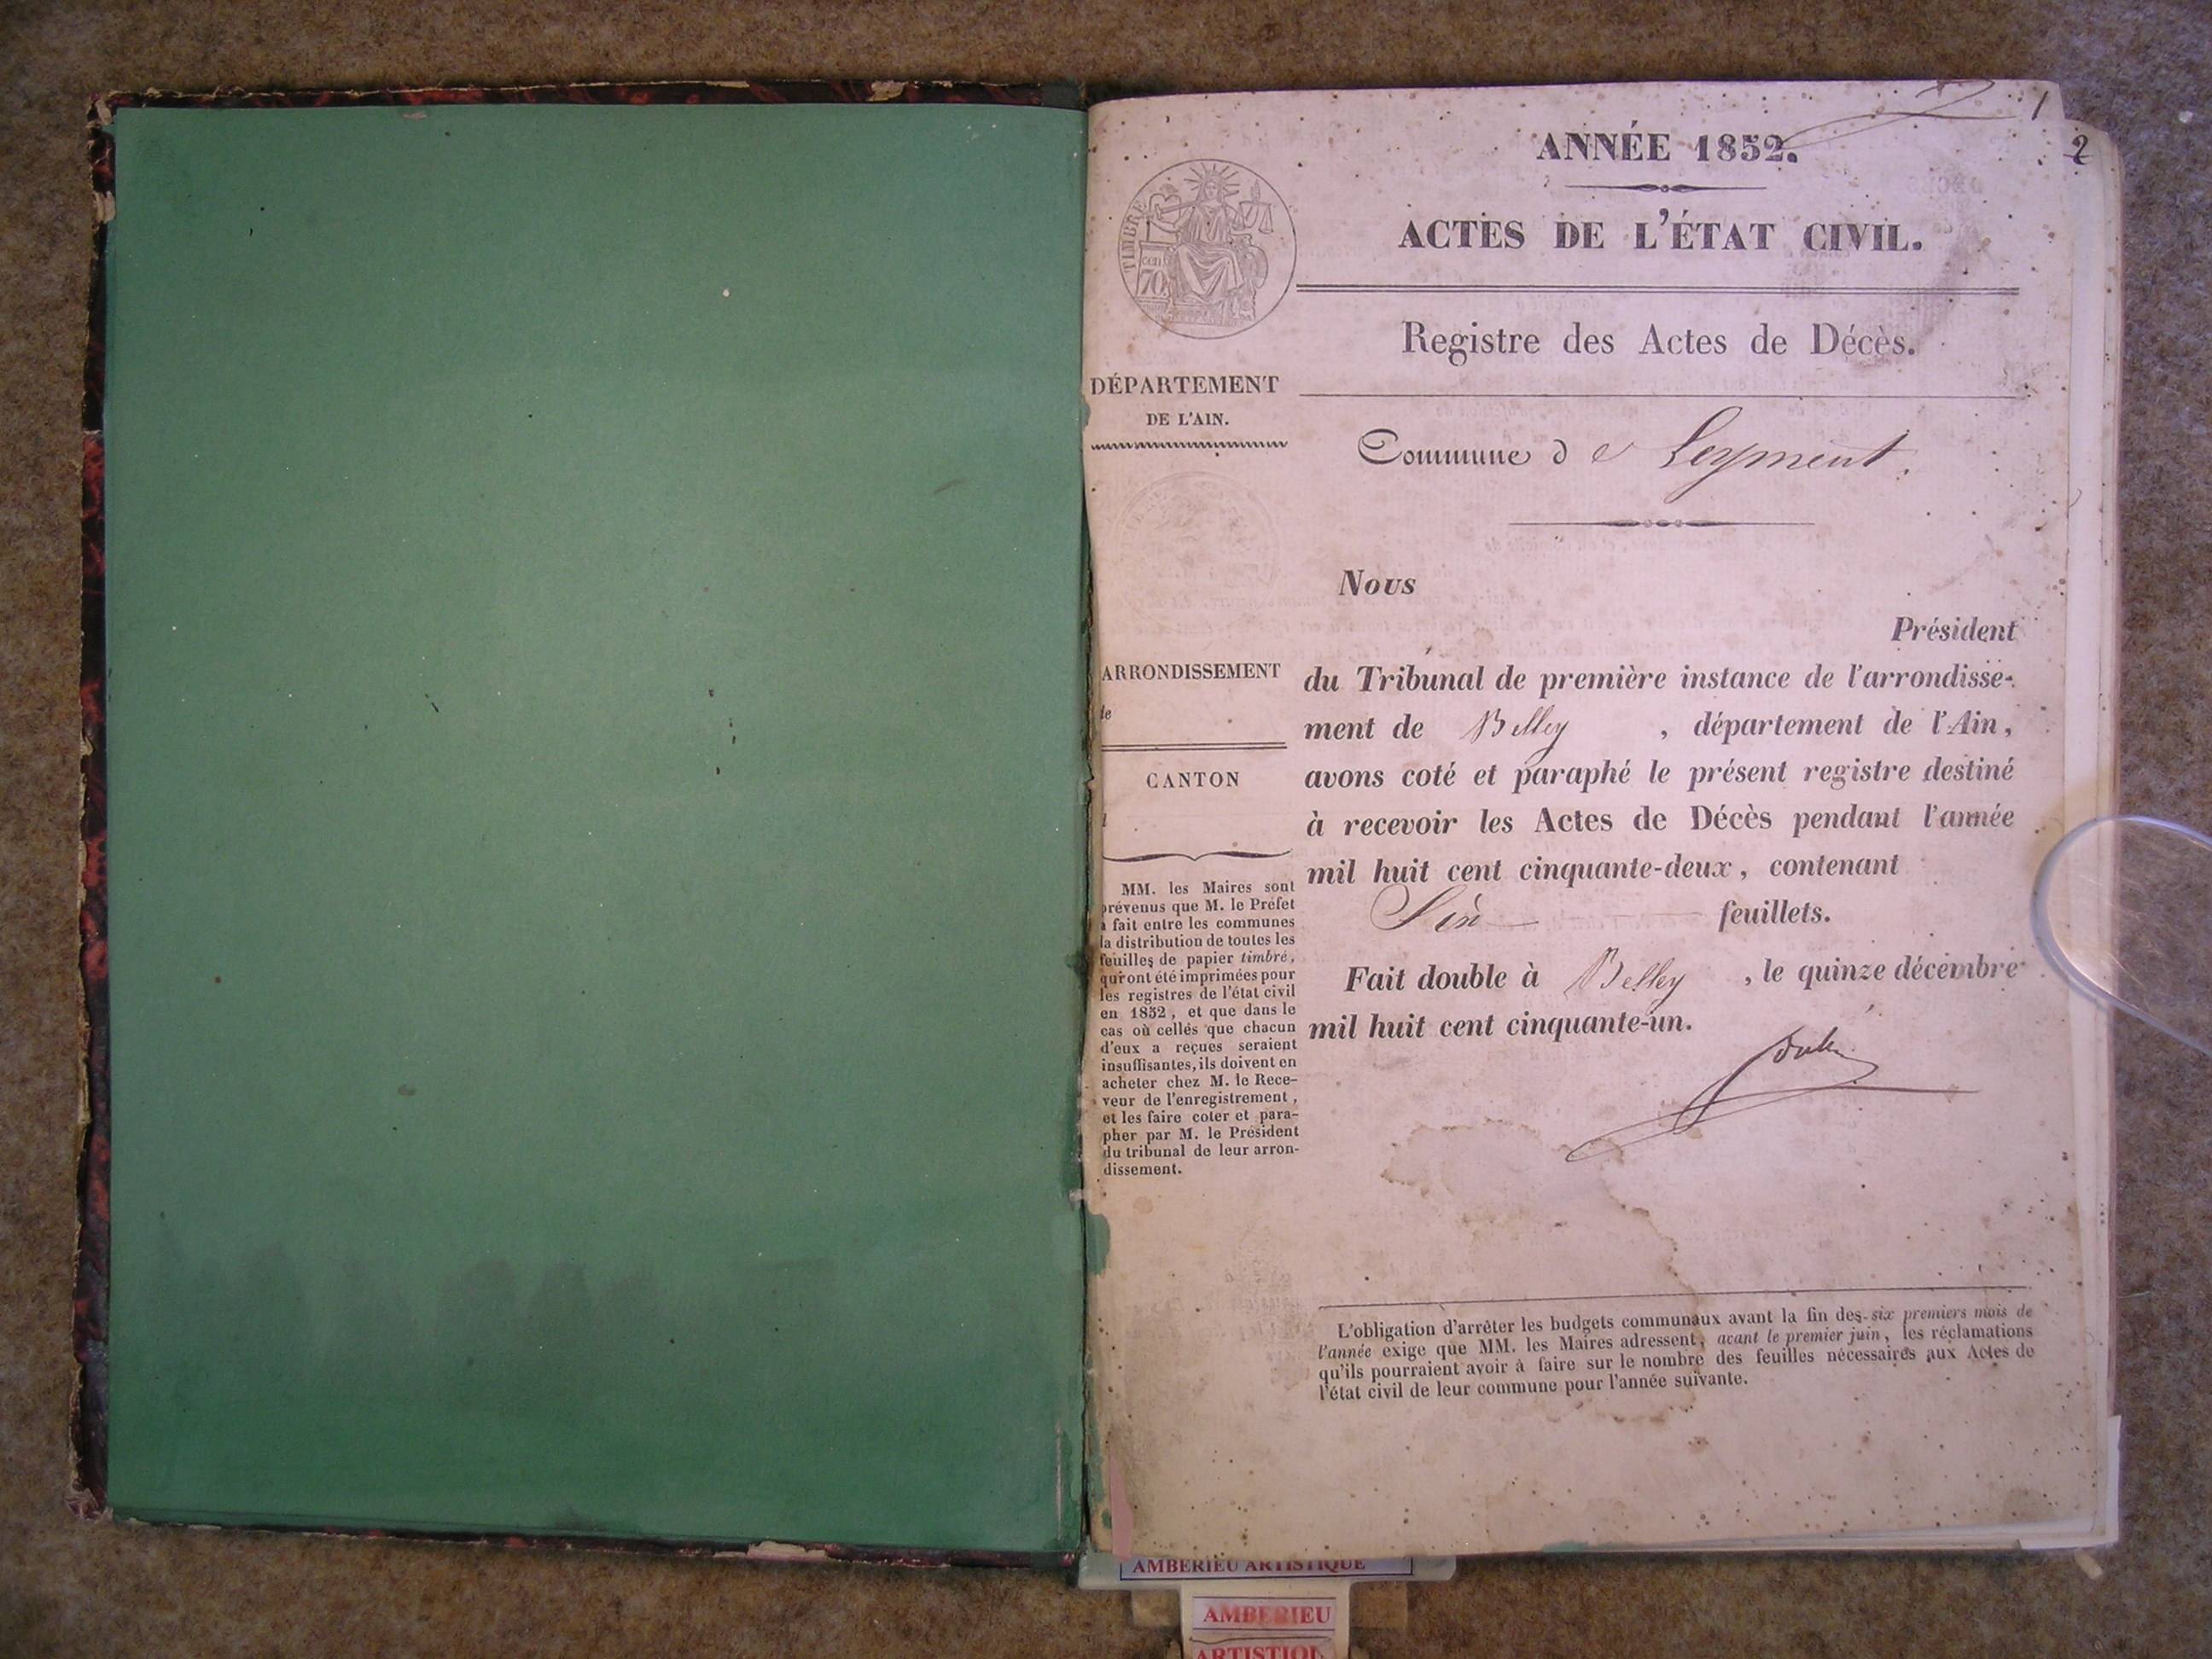 1
2
ANNÉE 1852.
ACTES DE L'ÉTAT CIVIL.
TIMBRE
cen
70
Registre des Actes de Décès.
DÉPARTEMENT
DE L'AIN.
Commune d e Leyment.
Nous
Président
ARRONDISSEMENT
de
du Tribunal de première instance de l'arrondisse-
ment de Belley , département de l'Ain,
CANTON
avons coté et paraphé le présent registre destiné
à recevoir les Actes de Décès pendant l'année
mil huit cent cinquante-deux, contenant
feuillets.
Fait double à Belley , le quinze décembre
mil huit cent cinquante-un.
MM. les Maires sont
prévenus que M. le Préfet
a fait entre les communes
la distribution de toutes les
feuilles de papier timbré,
qui ont été imprimées pour
les registres de l'état civil
en 1852, et que dans le
cas où celles que chacun
d'eux a reçues seraient
insuffisantes, ils doivent en
acheter chez M. le Rece-
veur de l'enregistrement,
et les faire coter et para-
pher par M. le Président
du tribunal de leur arron-
dissement.
L'obligation d'arrêter les budgets communaux avant la fin des six premiers mois de
l'année exige que MM. les Maires adressent, avant le premier juin, les réclamations
qu'ils pourraient avoir à faire sur le nombre des feuilles nécessaires aux Actes de
l'état civil de leur commune pour l'année suivante.
AMBERIEU ARTISTIQUE
AMBERIEU